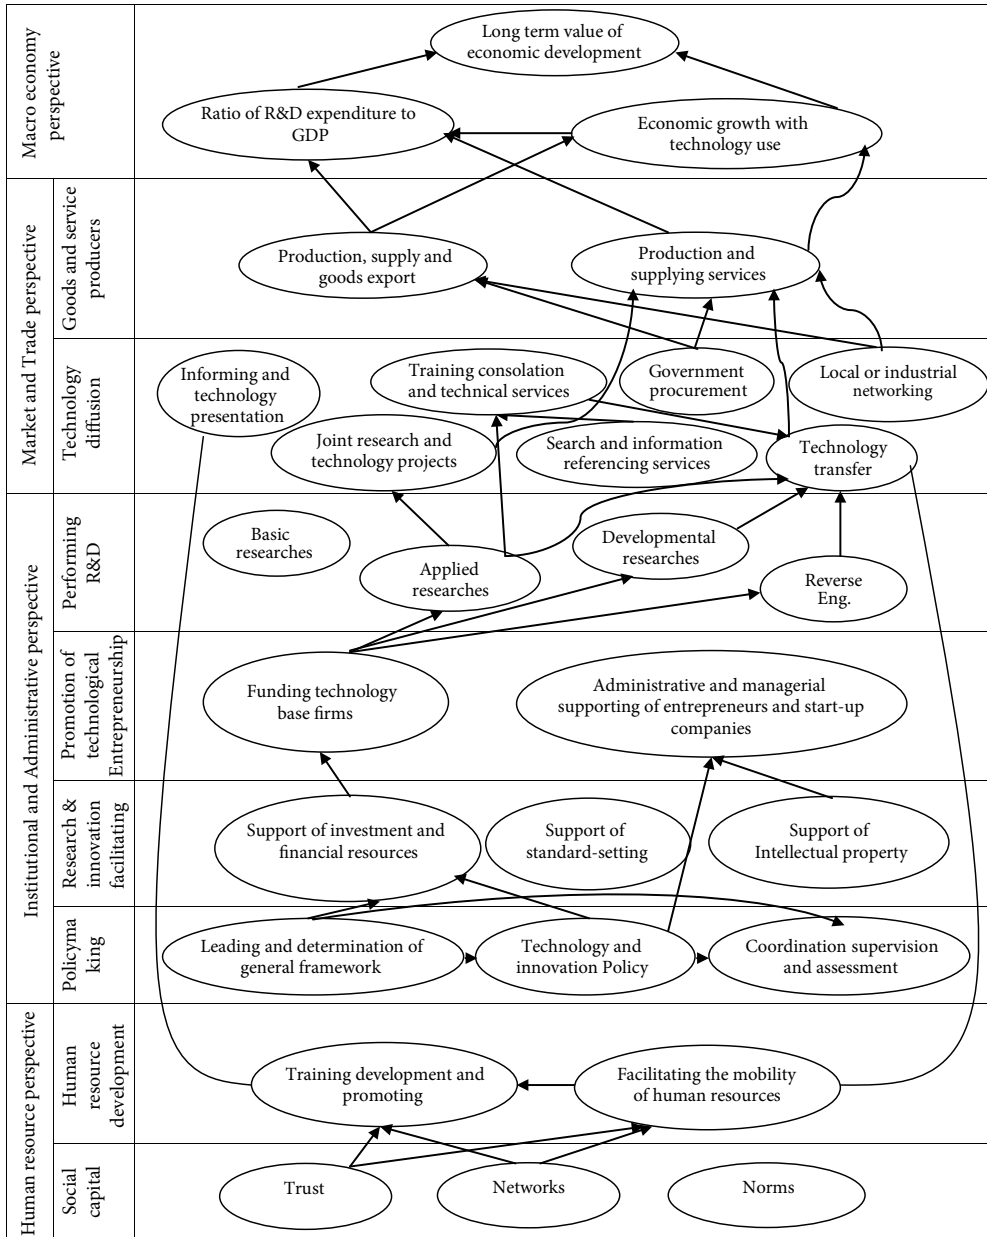 Macro economy
perspective
Long term value of
economic development
Ratio of R&D expenditure to
GDP
Economic growth with
technology use
Market and Trade perspective
Goods and service
producers
Production, supply and
goods export
Production and
supplying services
Technology
diffusion
Informing and
technology
presentation
Training consolation
and technical services
Government
procurement
Local or industrial
networking
Joint research and
technology projects
Search and information
referencing services
Technology
transfer
Institutional and Administrative perspective
Performing
R&D
Basic
researches
Applied
researches
Developmental
researches
Reverse
Eng.
Promotion of
technological
Entrepreneurship
Funding technology
base firms
Administrative and managerial
supporting of entrepreneurs and start-up
companies
Research &
innovation
facilitating
Support of investment and
financial resources
Support of
standard-setting
Support of
Intellectual property
Policyma
king
Leading and determination of
general framework
Technology and
innovation Policy
Coordination supervision
and assessment
Human resource perspective
Human
resource
development
Training development and
promoting
Facilitating the mobility
of human resources
Social
capital
Trust
Networks
Norms